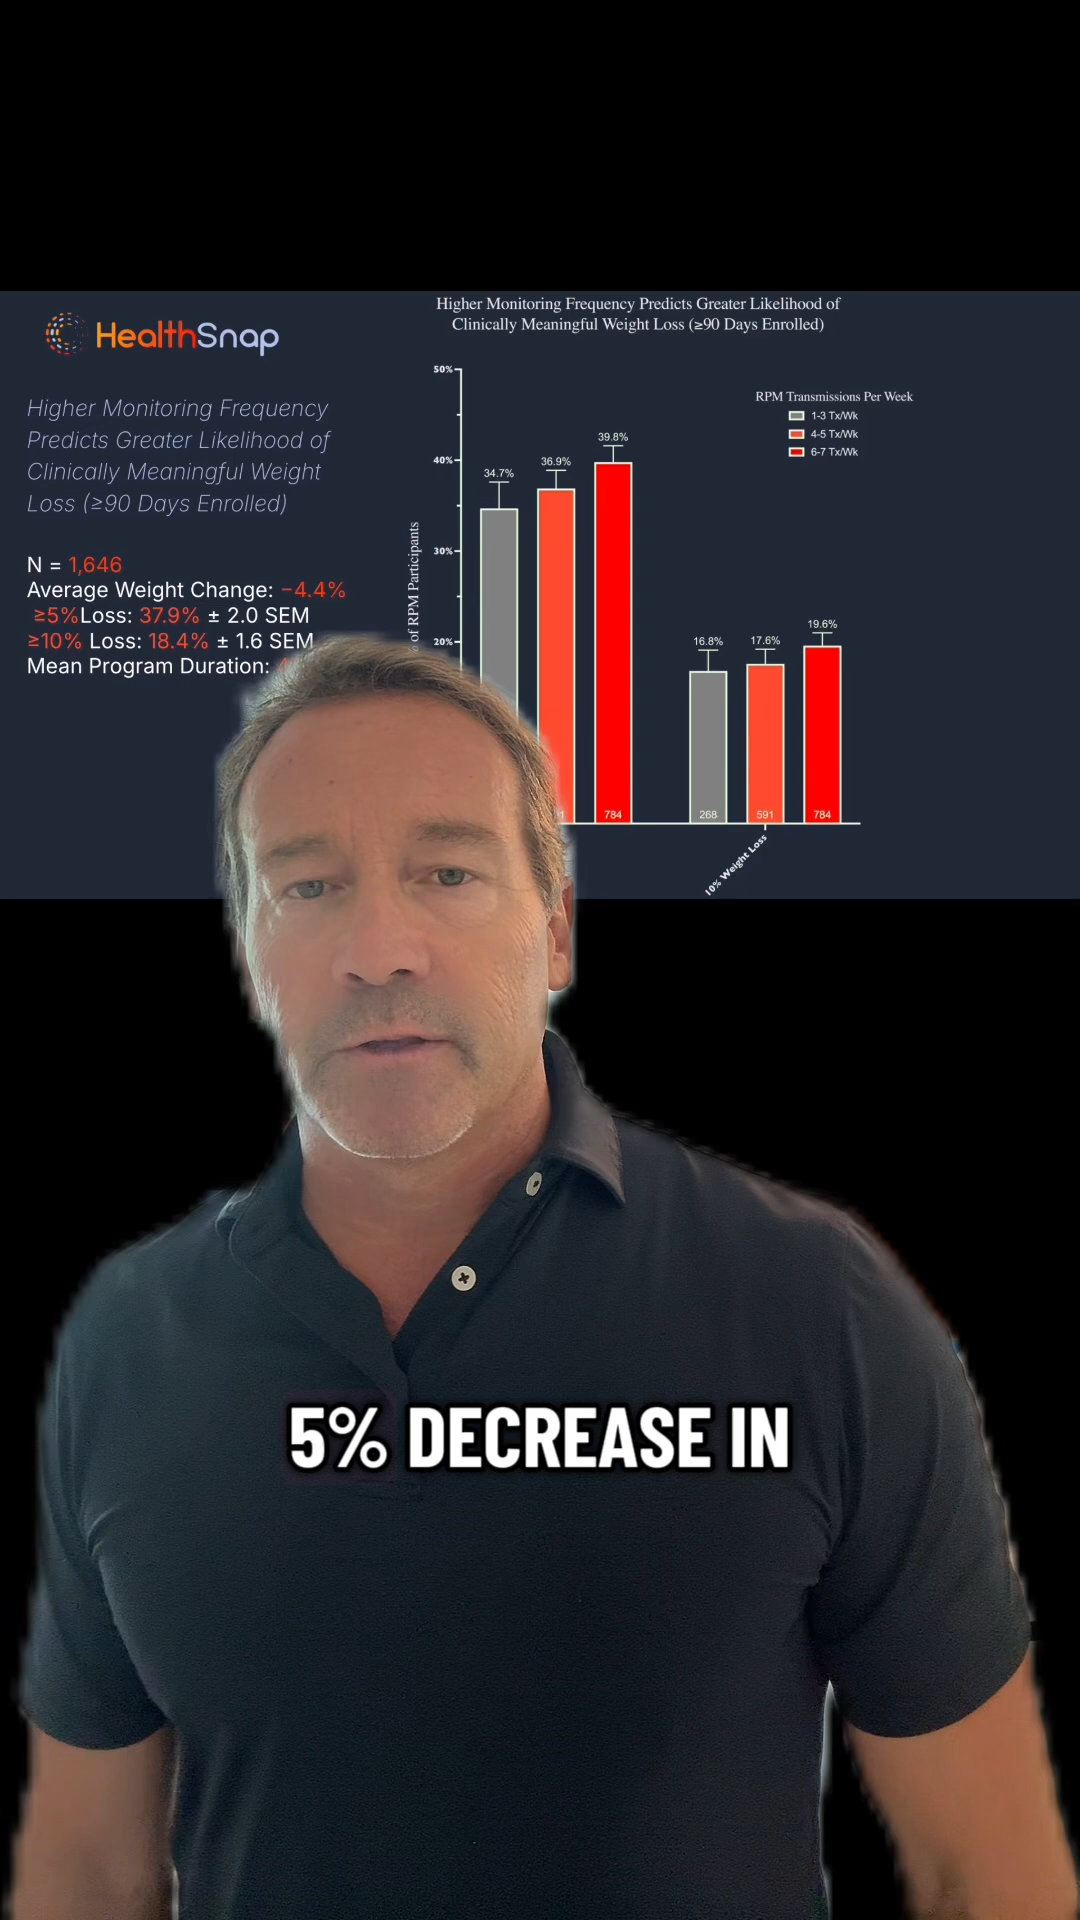 HealthSnap
Higher Monitoring Frequency
Predicts Greater Likelihood of
Clinically Meaningful Weight
Loss (≥90 Days Enrolled)
N = 1,646
Average Weight Change: −4.4%
≥5%Loss: 37.9% ± 2.0 SEM
≥10% Loss: 18.4% ± 1.6 SEM
Mean Program Duration:
Higher Monitoring Frequency Predicts Greater Likelihood of
Clinically Meaningful Weight Loss (≥90 Days Enrolled)
RPM Transmissions Per Week
1-3 Tx/Wk
4-5 Tx/Wk
6-7 Tx/Wk
50%
40%
30%
20%
of RPM Participants
34.7%
36.9%
39.8%
16.8%
17.6%
19.6%
784
268
591
784
10% Weight Loss
5% DECREASE IN